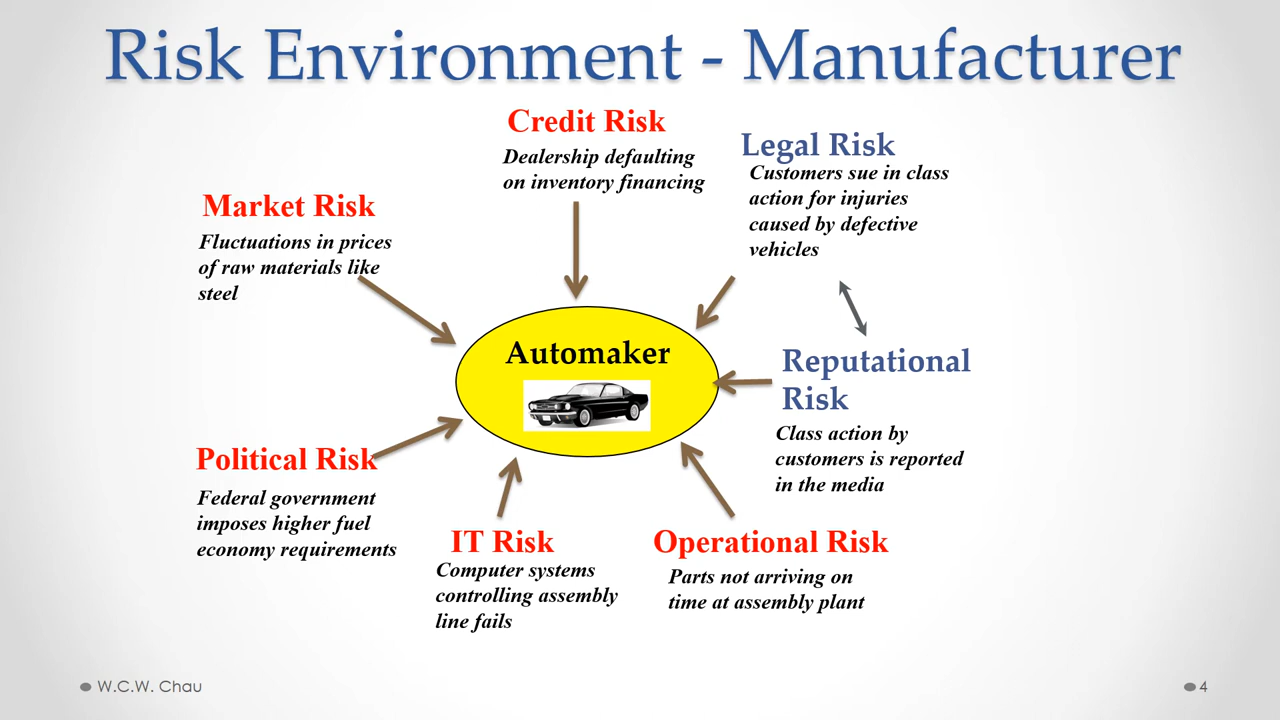 Risk Environment - Manufacturer
Credit Risk
Dealership defaulting
on inventory financing
Legal Risk
Customers sue in class
action for injuries
caused by defective
vehicles
Market Risk
Fluctuations in prices
of raw materials like
steel
Automaker
Reputational
Risk
Class action by
customers is reported
in the media
Political Risk
Federal government
imposes higher fuel
economy requirements
IT Risk
Computer systems
controlling assembly
line fails
Operational Risk
Parts not arriving on
time at assembly plant
W.C.W. Chau
4